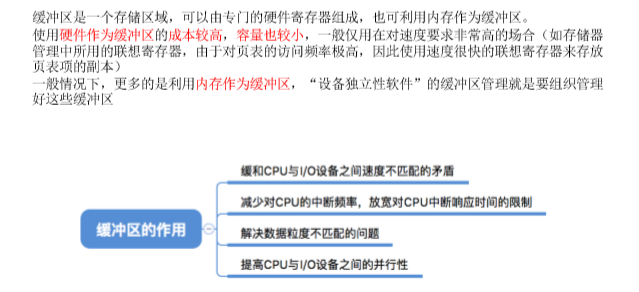 缓冲区是一个存储区域，可以由专门的硬件寄存器组成，也可利用内存作为缓冲区。
使用硬件作为缓冲区的成本较高，容量也较小，一般仅用在对速度要求非常高的场合（如存储器
管理中所用的联想寄存器，由于对页表的访问频率极高，因此使用速度很快的联想寄存器来存放
页表项的副本）
一般情况下，更多的是利用内存作为缓冲区，“设备独立性软件”的缓冲区管理就是要组织管理
好这些缓冲区
缓冲区的作用
缓和CPU与I/O设备之间速度不匹配的矛盾
减少对CPU的中断频率，放宽对CPU中断响应时间的限制
解决数据粒度不匹配的问题
提高CPU与I/O设备之间的并行性